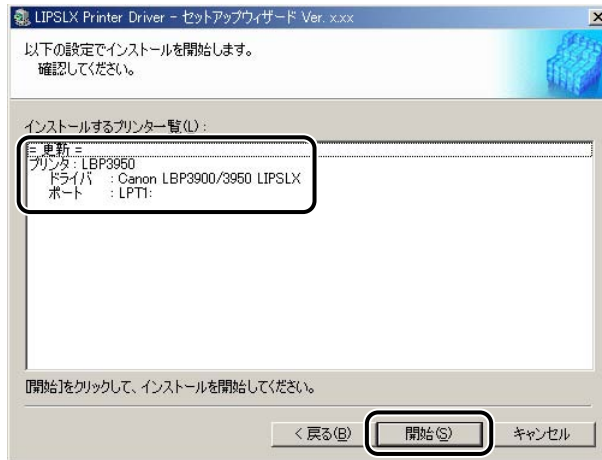 LIPSLX Printer Driver - セットアップウィザード Ver. x.xx
以下の設定でインストールを開始します。
確認してください。
インストールするプリンター覧(L):
= 更新 =
プリンタ : LBP3950
ドライバ : Canon LBP3900/3950 LIPSLX
ポート : LPT1:
[開始]をクリックして、インストールを開始してください。
< 戻る(B)
開始(S)
キャンセル